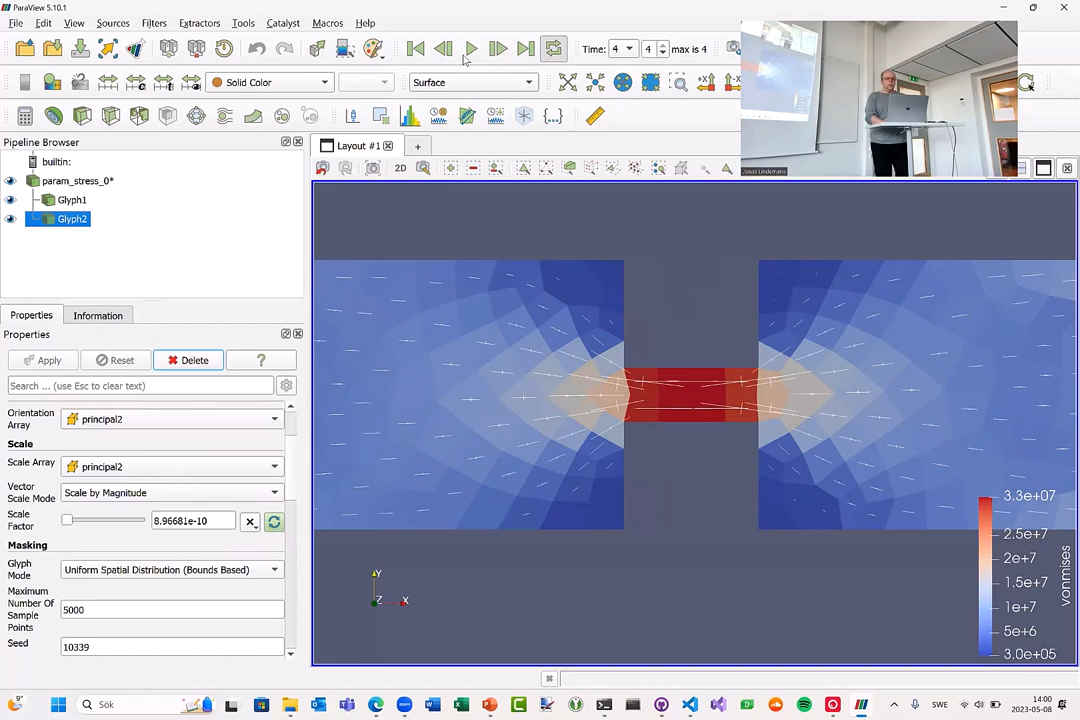 ParaView 5.10.1
File Edit View Sources Filters Extractors Tools Catalyst Macros Help
Time: 4 4 max is 4
Solid Color Surface
Pipeline Browser
Layout #1
builtin:
param_stress_0*
Glyph1
Glyph2
2D
Jonas Lindemann
Properties Information
Properties
Apply Reset Delete ?
Search ... (use Esc to clear text)
Orientation
Array
principal2
Scale
Scale Array principal2
Vector
Scale Mode
Scale by Magnitude
Scale
Factor
8.96681e-10
Masking
Glyph
Mode
Uniform Spatial Distribution (Bounds Based)
Maximum
Number Of
Sample
Points
5000
Seed 10339
Y
Z X
3.3e+07
2.5e+7
2e+7
1.5e+7
1e+7
5e+6
3.0e+05
vonmises
9°
Sök
SWE
14:00
2023-05-08